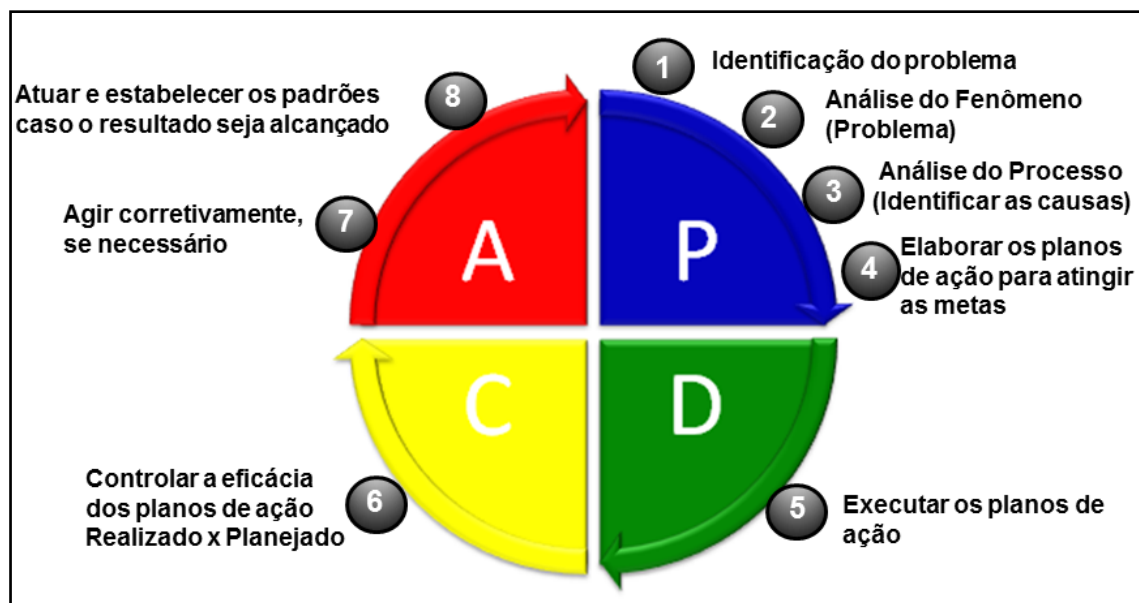 1
Identificação do problema
2
Análise do Fenômeno
(Problema)
3
Análise do Processo
(Identificar as causas)
4
Elaborar os planos
de ação para atingir
as metas
5
Executar os planos de
ação
6
Controlar a eficácia
dos planos de ação
Realizado x Planejado
7
Agir corretivamente,
se necessário
8
Atuar e estabelecer os padrões
caso o resultado seja alcançado
A
P
C
D